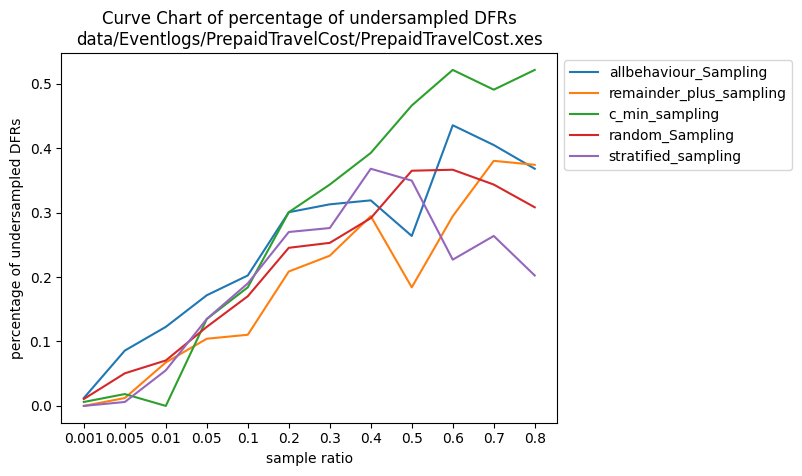 Curve Chart of percentage of undersampled DFRs
data/Eventlogs/PrepaidTravelCost/PrepaidTravelCost.xes
percentage of undersampled DFRs
0.5
0.4
0.3
0.2
0.1
0.0
0.001 0.005 0.01 0.05 0.1 0.2 0.3 0.4 0.5 0.6 0.7 0.8
sample ratio
allbehaviour_Sampling
remainder_plus_sampling
c_min_sampling
random_Sampling
stratified_sampling